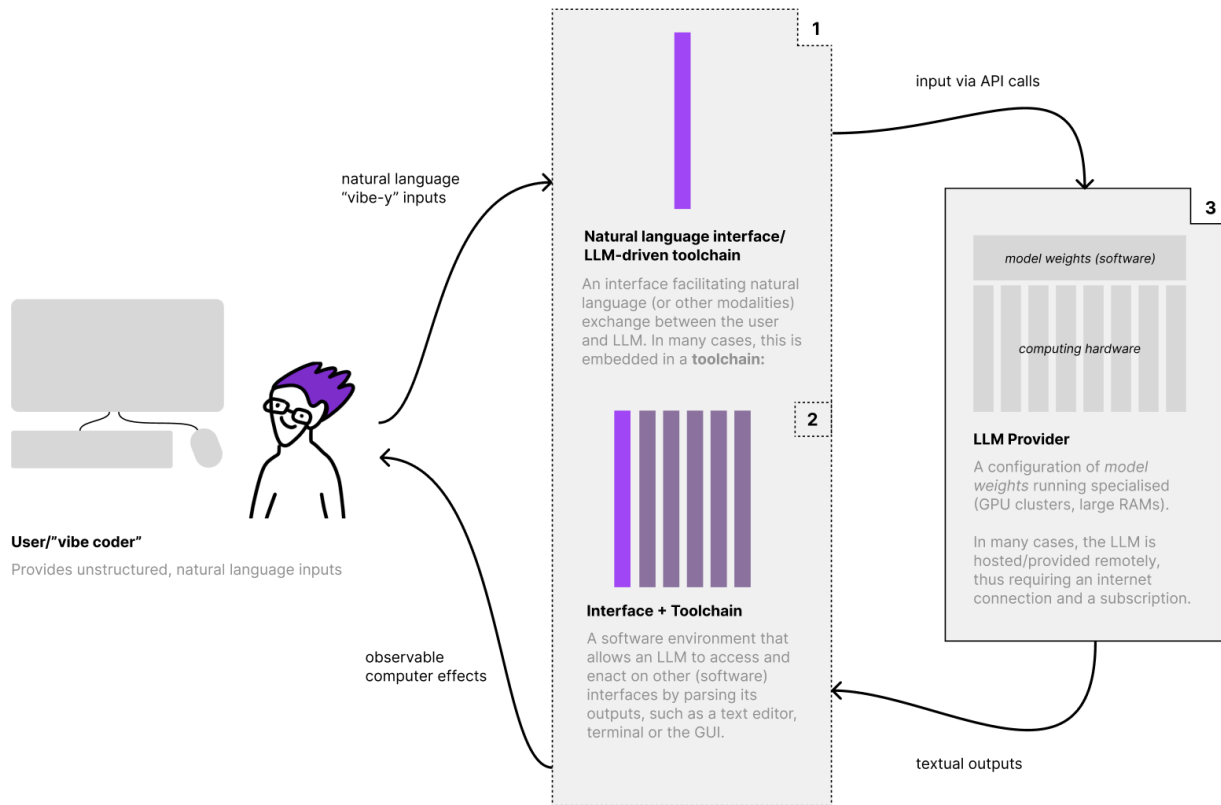 1
input via API calls
natural language
“vibe-y” inputs
3
Natural language interface/
LLM-driven toolchain
An interface facilitating natural
language (or other modalities)
exchange between the user
and LLM. In many cases, this is
embedded in a toolchain:
model weights (software)
computing hardware
2
LLM Provider
A configuration of model
weights running specialised
(GPU clusters, large RAMs).
In many cases, the LLM is
hosted/provided remotely,
thus requiring an internet
connection and a subscription.
User/”vibe coder”
Provides unstructured, natural language inputs
Interface + Toolchain
A software environment that
allows an LLM to access and
enact on other (software)
interfaces by parsing its
outputs, such as a text editor,
terminal or the GUI.
observable
computer effects
textual outputs